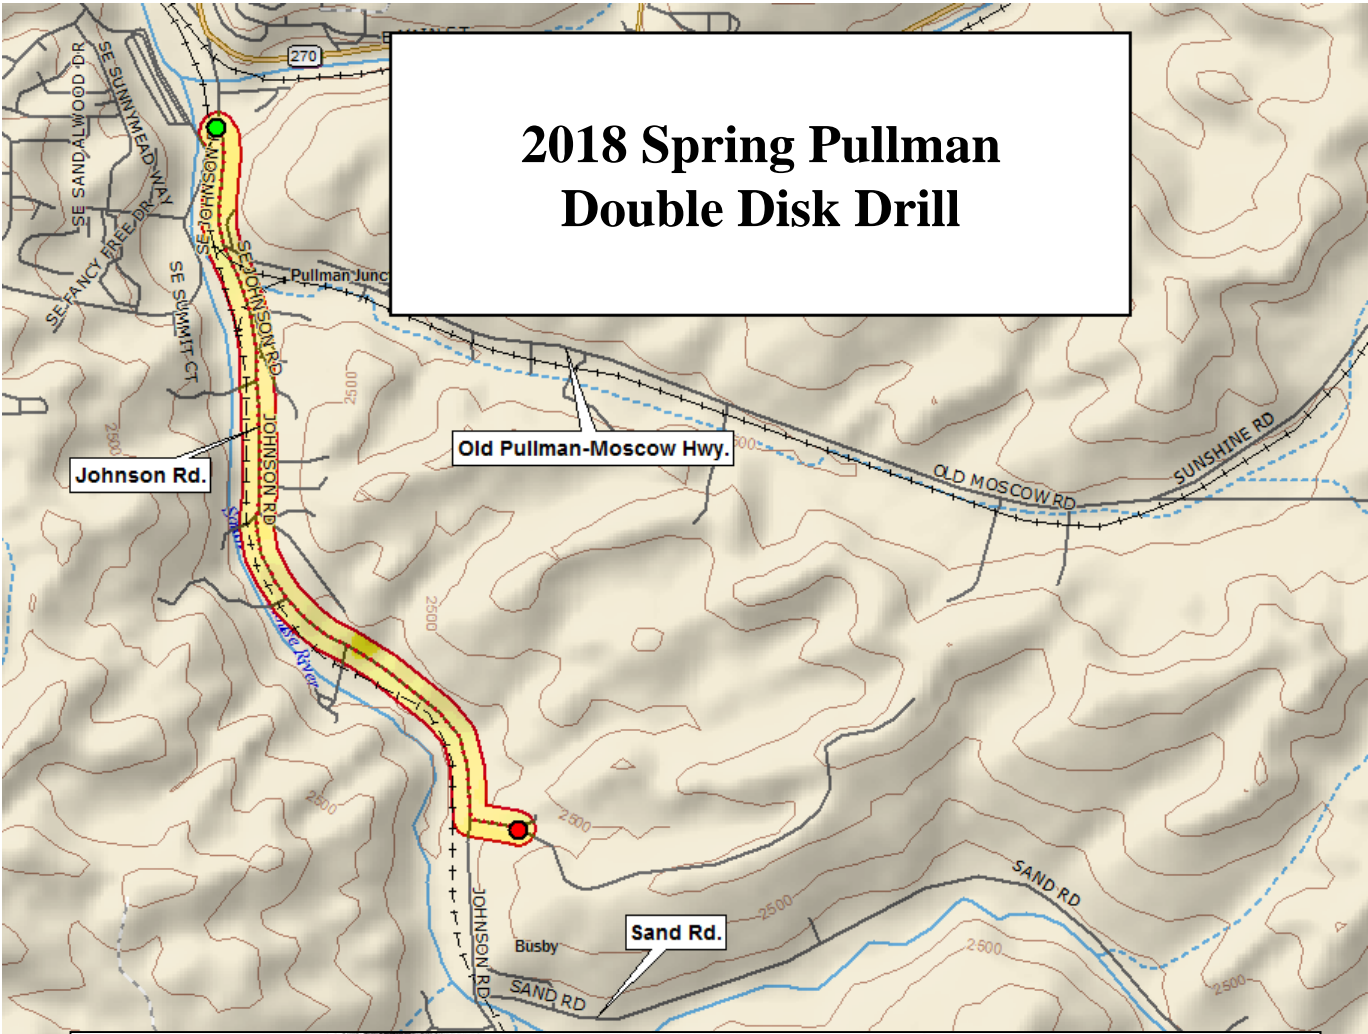 270
2018 Spring Pullman
Double Disk Drill
SE SANDALWOOD DR
SE SUNNYMEAD WAY
SE FANCY FREE DR
SE JOHNSON
SE SUMMIT CT
SE JOHNSON RD
Pullman Junc
2500
2500
Old Pullman-Moscow Hwy.
Johnson Rd.
JOHNSON RD
OLD MOSCOW RD
SUNSHINE RD
2500
River
2500
2500
SAND RD
2500
2500
2500
JOHNSON RD
Busby
Sand Rd.
SAND RD